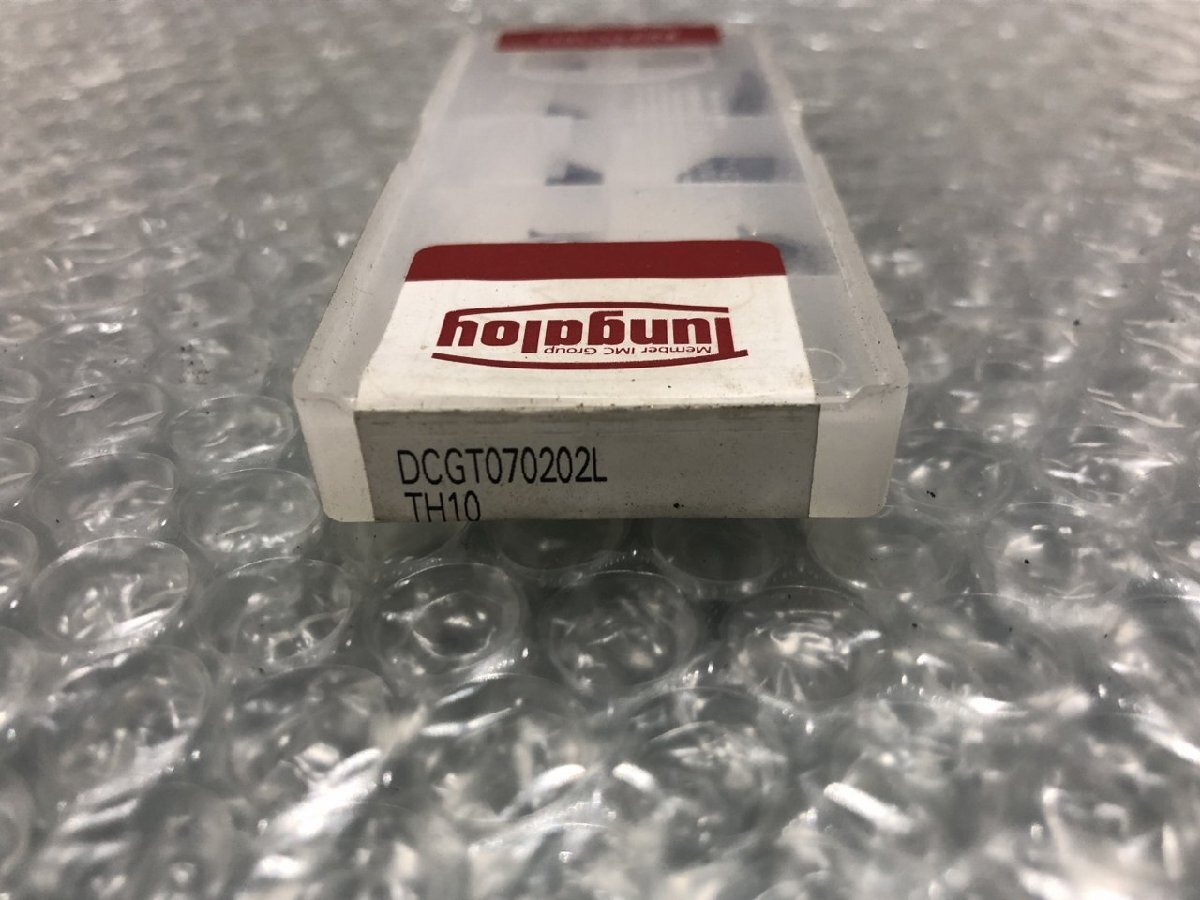 Tungaloy
Member IMC Group
DCGT070202L
TH10